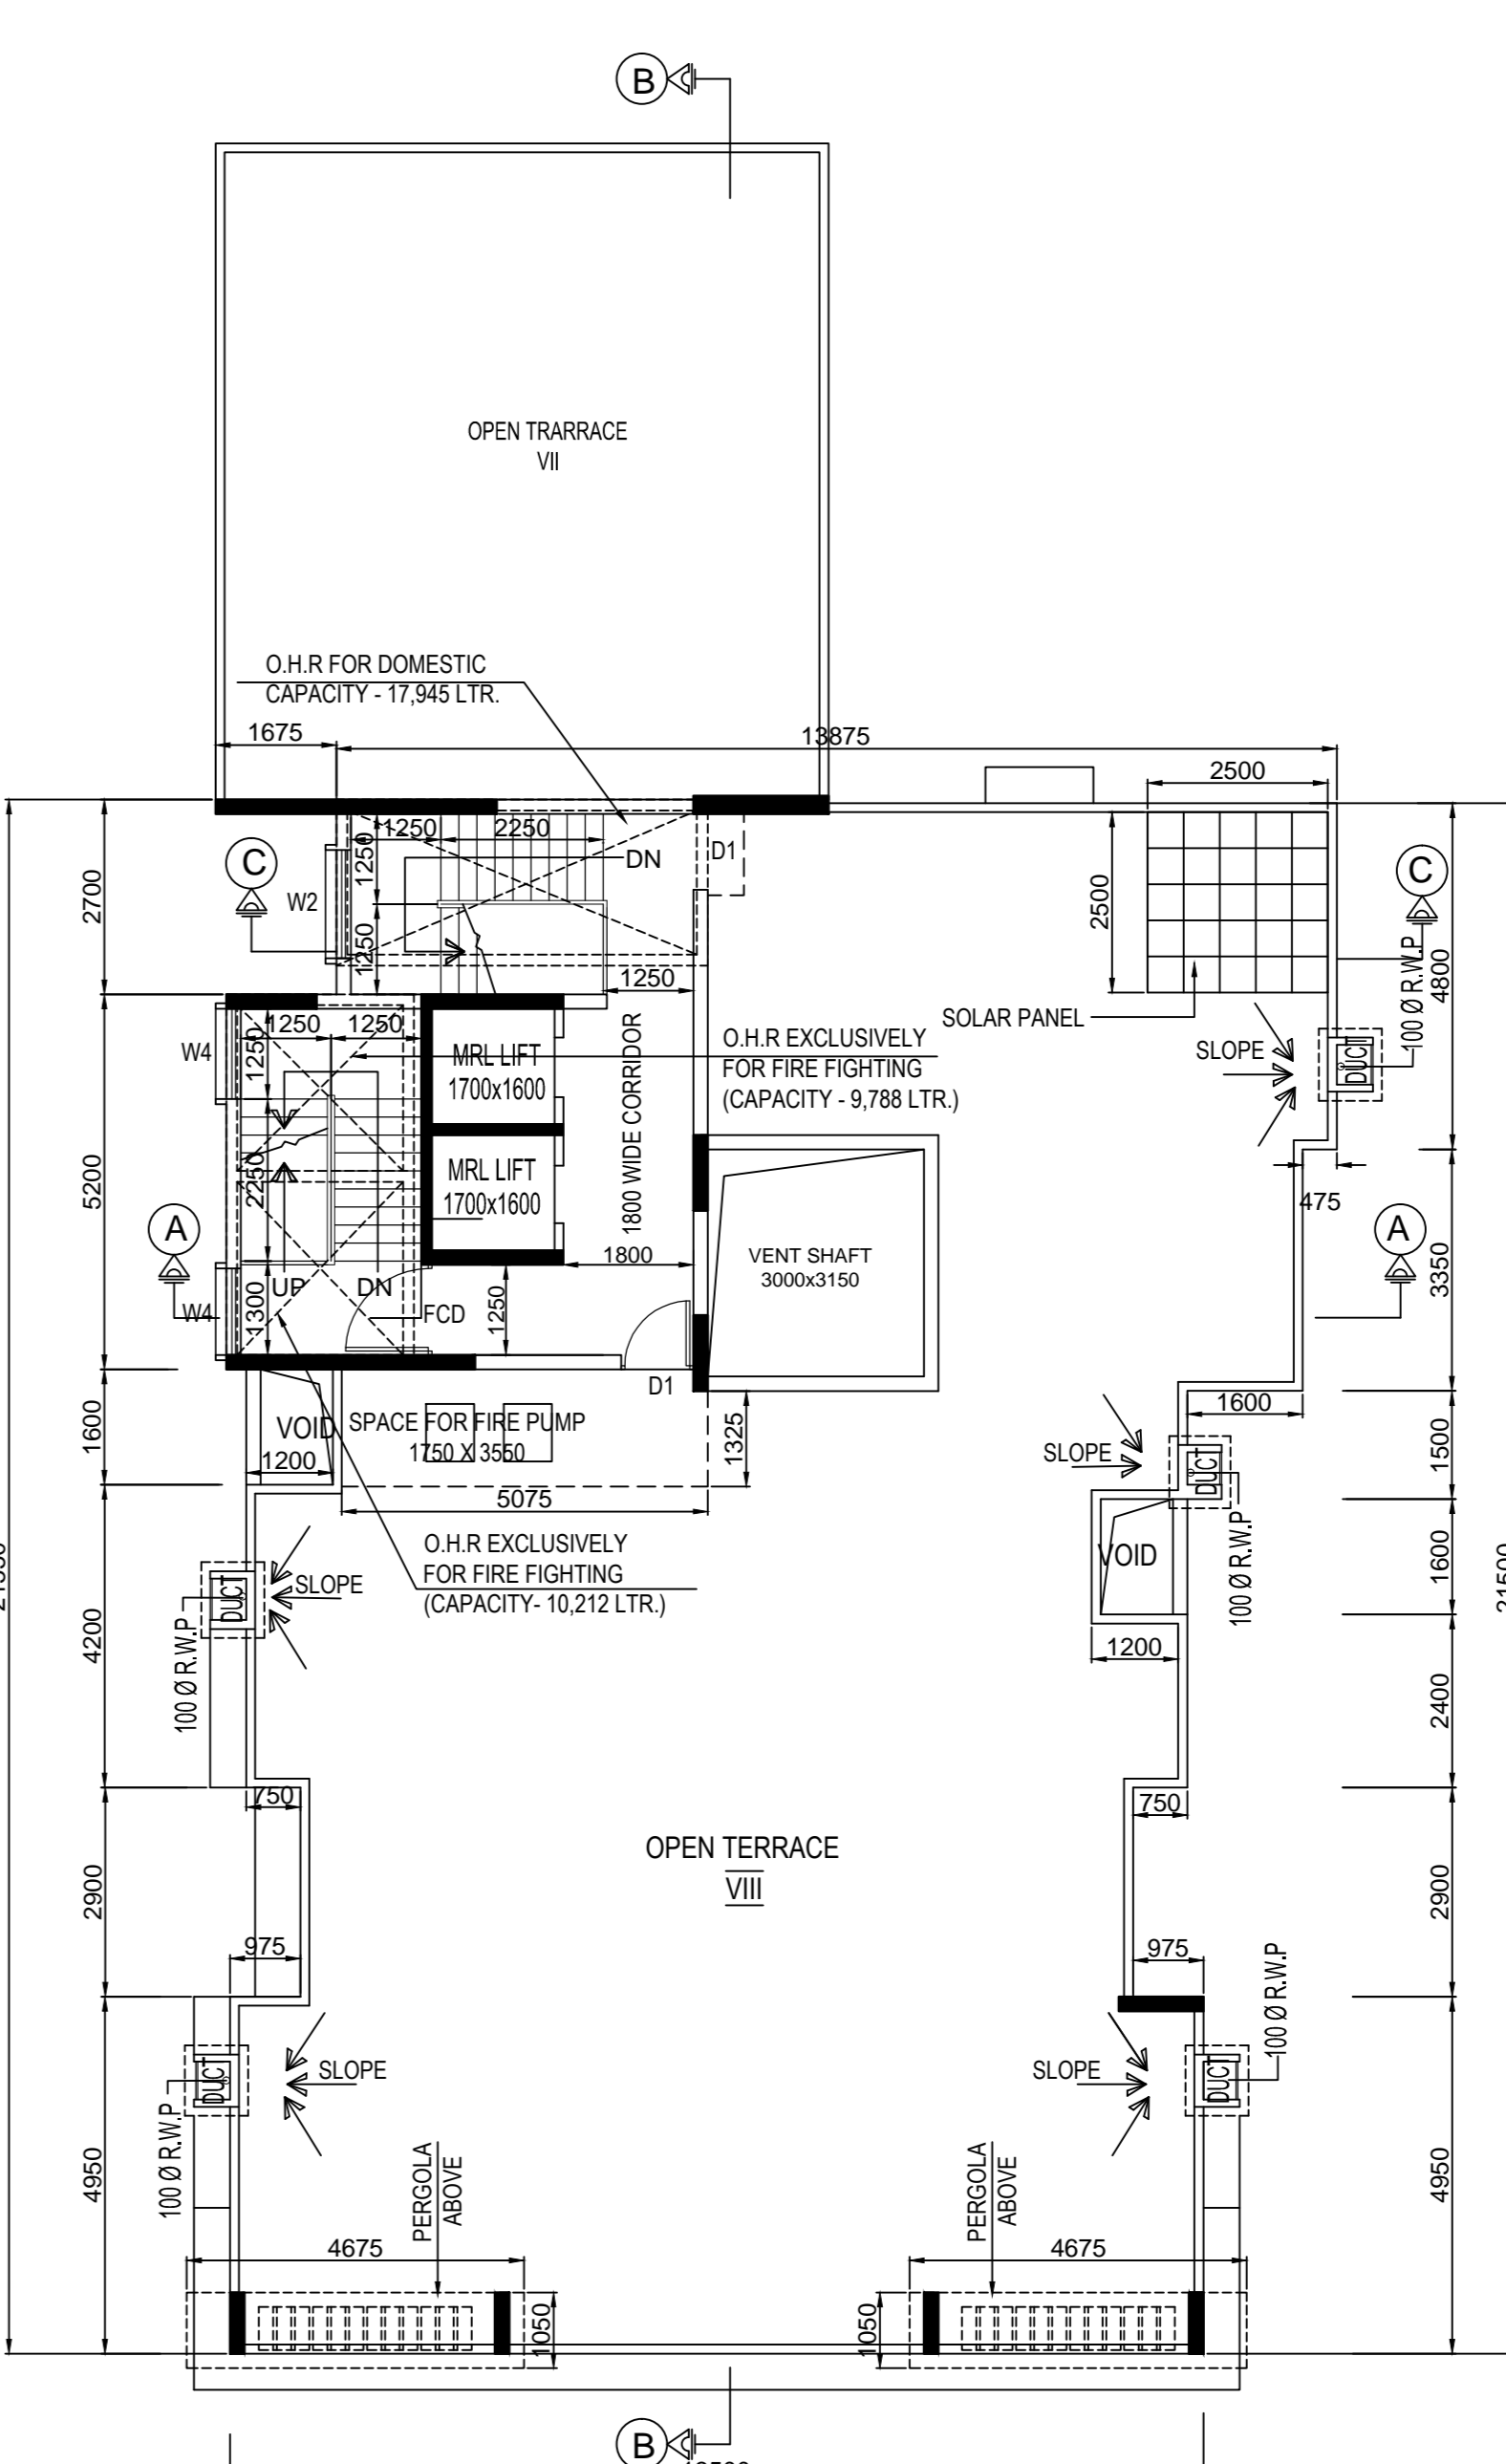 B
OPEN TRARRACE
VII
O.H.R FOR DOMESTIC
CAPACITY - 17,945 LTR.
1675
13875
2500
1250
2250
1250
DN
D1
C
W2
C
2700
2500
1250
1250
100 Ø R.W.P
4800
SOLAR PANEL
SLOPE
DUCT
W4
1250
1250
1250
MRL LIFT
1700x1600
1800 WIDE CORRIDOR
O.H.R EXCLUSIVELY
FOR FIRE FIGHTING
(CAPACITY - 9,788 LTR.)
5200
2250
MRL LIFT
1700x1600
475
A
A
1800
VENT SHAFT
3000x3150
3350
W4
1300
UP
DN
FCD
1250
D1
1600
VOID
1200
SPACE FOR FIRE PUMP
1750 X 3550
1325
5075
1600
SLOPE
DUCT
1500
O.H.R EXCLUSIVELY
FOR FIRE FIGHTING
(CAPACITY- 10,212 LTR.)
VOID
100 Ø R.W.P
1600
21500
SLOPE
DUCT
100 Ø R.W.P
4200
1200
2400
750
750
OPEN TERRACE
VIII
2900
2900
975
975
100 Ø R.W.P
SLOPE
DUCT
SLOPE
DUCT
100 Ø R.W.P
4950
4950
PERGOLA
ABOVE
PERGOLA
ABOVE
4675
4675
1050
1050
B